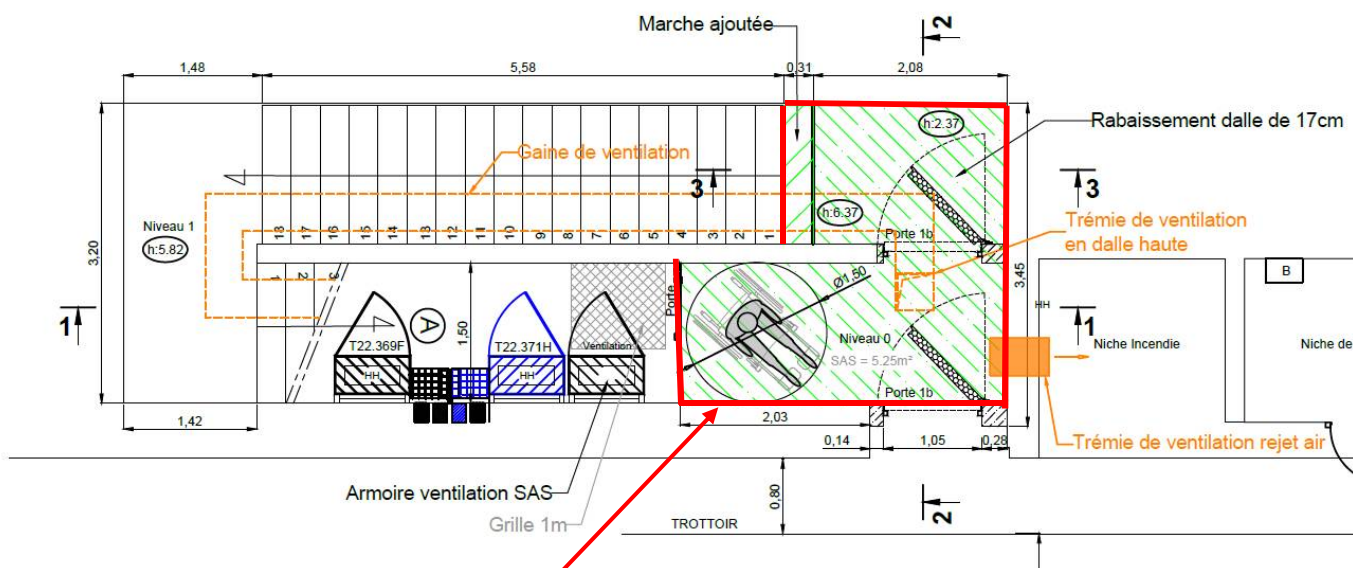 Marche ajoutée
2
1,48
5,58
0,31
2,08
h:2.37
Rabaissement dalle de 17cm
Gaine de ventilation
3
3
Niveau 1
h:5.82
h:6.37
Trémie de ventilation
en dalle haute
3,20
18
17
16
15
14
13
12
11
10
9
8
7
6
5
4
3
2
1
Porte 1b
1
2
3
3,45
Ø1,50
B
HH
1
A
1,50
Porte
1
T22.369F
T22.371H
Ventilation
Niveau 0
SAS = 5.25m²
Niche Incendie
Niche de
HH
HH
Porte 1b
1,42
2,03
0,14
1,05
0,28
Trémie de ventilation rejet air
Armoire ventilation SAS
Grille 1m
0,80
2
TROTTOIR